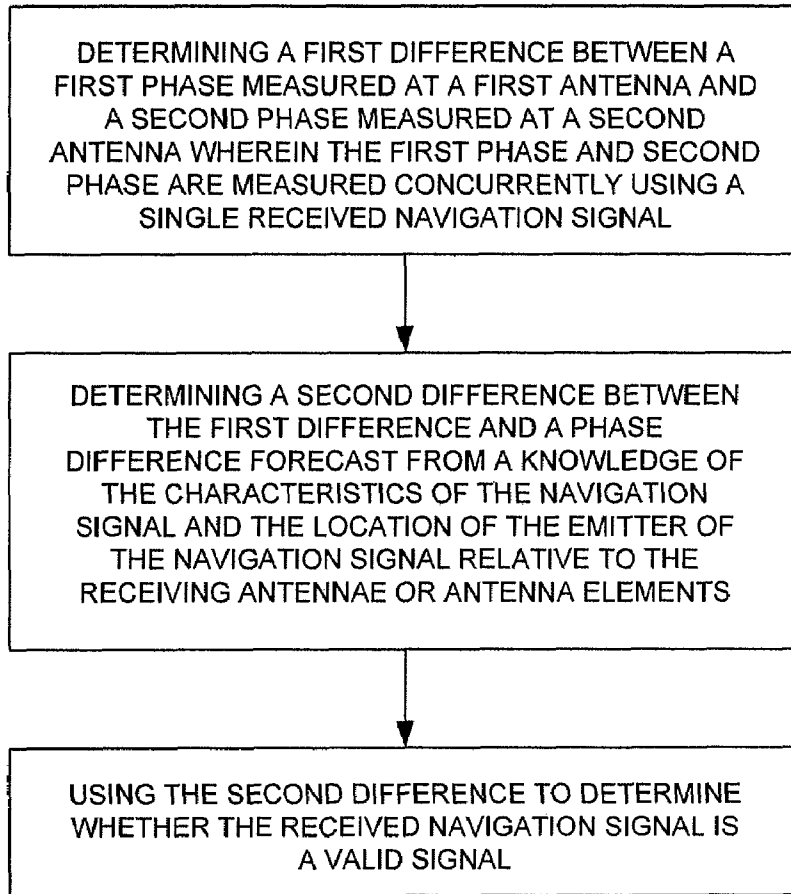 DETERMINING A FIRST DIFFERENCE BETWEEN A
FIRST PHASE MEASURED AT A FIRST ANTENNA AND
A SECOND PHASE MEASURED AT A SECOND
ANTENNA WHEREIN THE FIRST PHASE AND SECOND
PHASE ARE MEASURED CONCURRENTLY USING A
SINGLE RECEIVED NAVIGATION SIGNAL
DETERMINING A SECOND DIFFERENCE BETWEEN
THE FIRST DIFFERENCE AND A PHASE
DIFFERENCE FORECAST FROM A KNOWLEDGE OF
THE CHARACTERISTICS OF THE NAVIGATION
SIGNAL AND THE LOCATION OF THE EMITTER OF
THE NAVIGATION SIGNAL RELATIVE TO THE
RECEIVING ANTENNAE OR ANTENNA ELEMENTS
USING THE SECOND DIFFERENCE TO DETERMINE
WHETHER THE RECEIVED NAVIGATION SIGNAL IS
A VALID SIGNAL